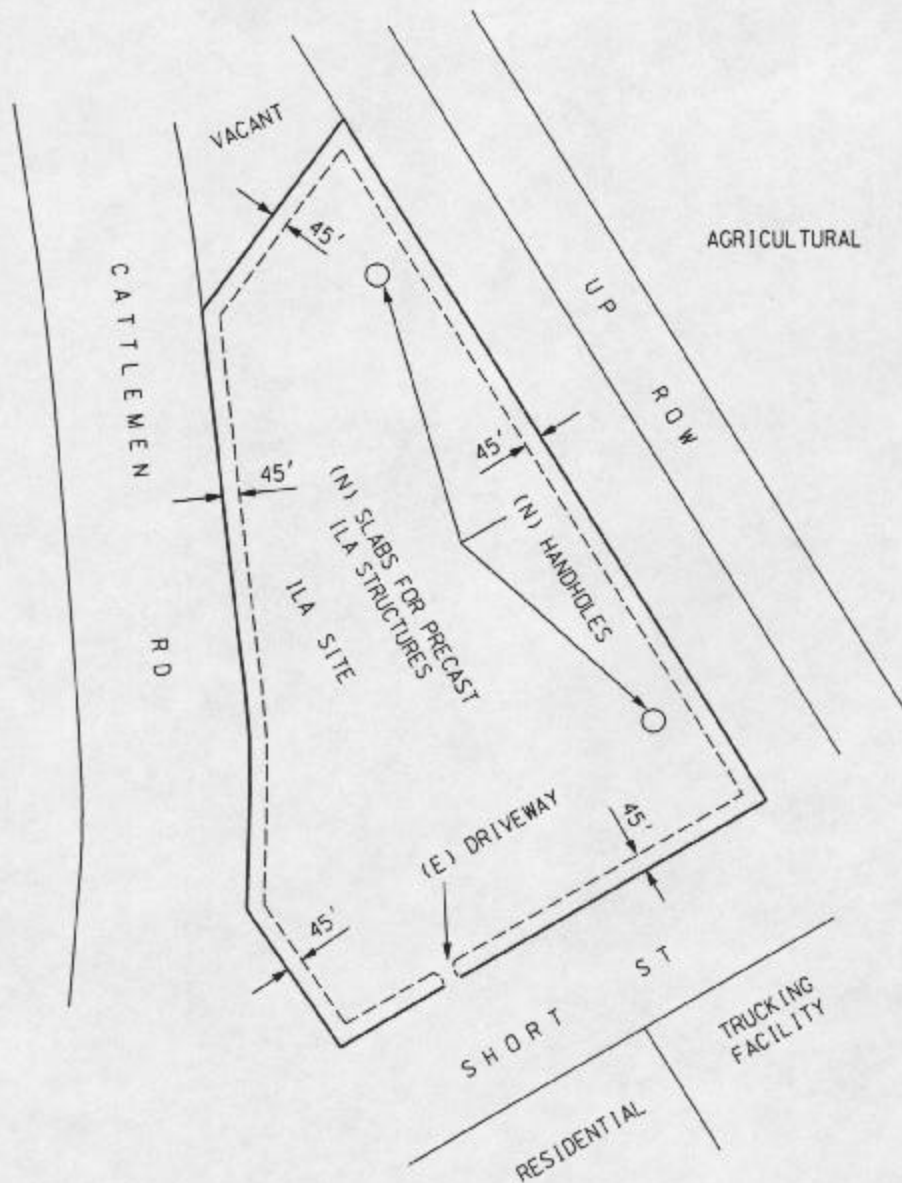 VACANT
45'
AGRICULTURAL
CATTLEMEN RD
UP ROW
45'
45'
(N) SLABS FOR PRECAST
ILA STRUCTURES
ILA SITE
(N) HANDHOLES
(E) DRIVEWAY
45'
45'
SHORT ST
TRUCKING
FACILITY
RESIDENTIAL